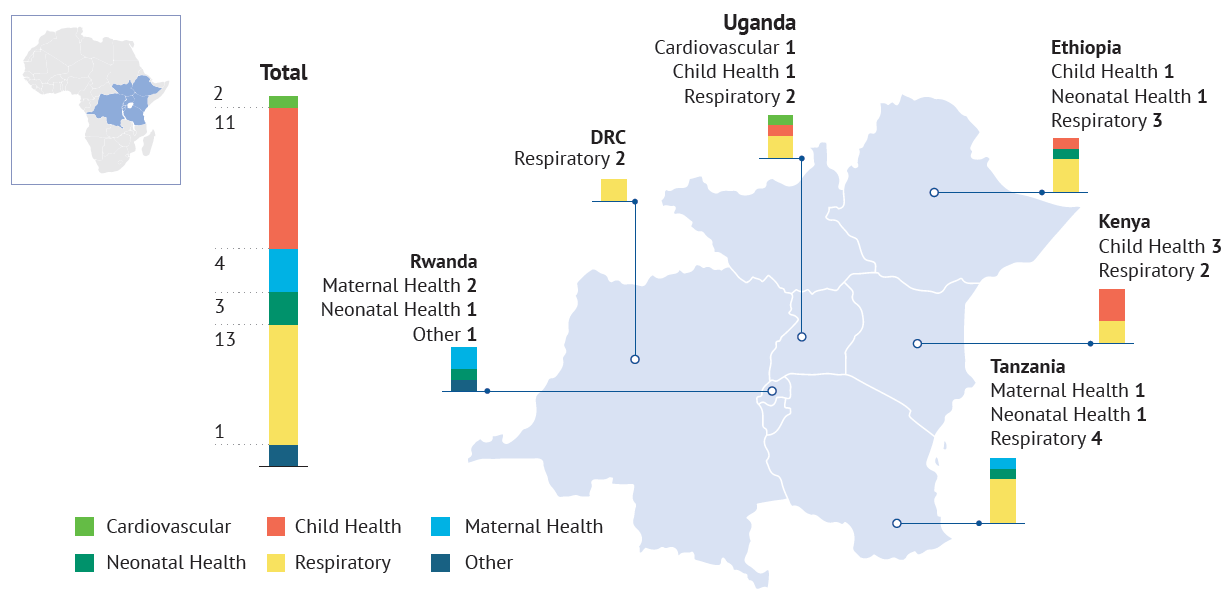 Total
2
11
4
3
13
1
Uganda
Cardiovascular 1
Child Health 1
Respiratory 2
Ethiopia
Child Health 1
Neonatal Health 1
Respiratory 3
DRC
Respiratory 2
Kenya
Child Health 3
Respiratory 2
Rwanda
Maternal Health 2
Neonatal Health 1
Other 1
Tanzania
Maternal Health 1
Neonatal Health 1
Respiratory 4
Cardiovascular
Child Health
Maternal Health
Neonatal Health
Respiratory
Other